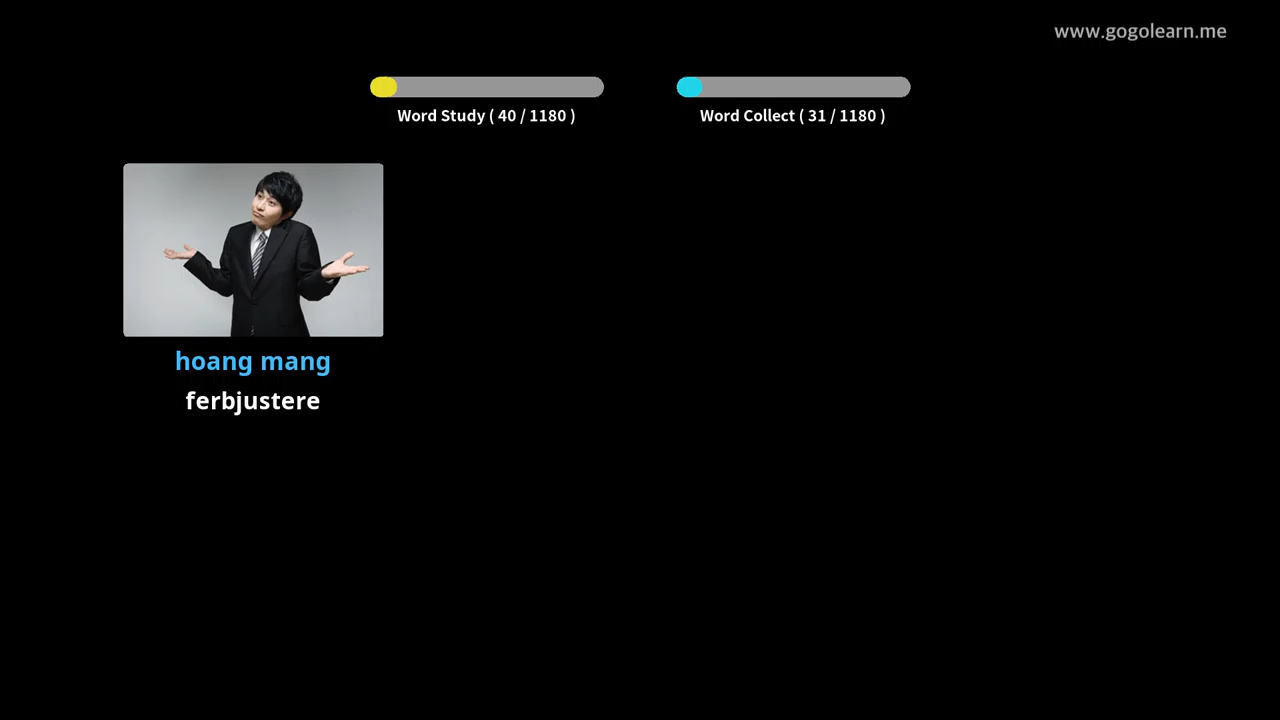 www.gogolearn.me
Word Study ( 40 / 1180 )
Word Collect ( 31 / 1180 )
hoang mang
ferbjustere